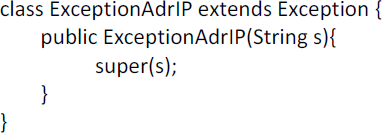 class ExceptionAdrIP extends Exception {
public ExceptionAdrIP(String s){
super(s);
}
}